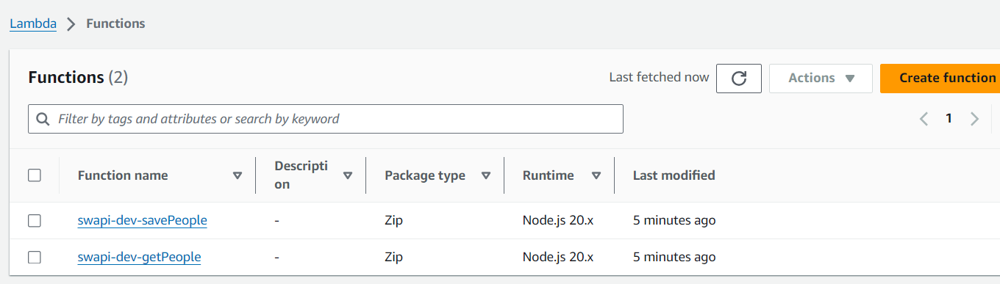 Lambda > Functions
Functions (2) Last fetched now Actions Create function
Filter by tags and attributes or search by keyword 1
Function name Descripti on Package type Runtime Last modified
swapi-dev-savePeople - Zip Node.js 20.x 5 minutes ago
swapi-dev-getPeople - Zip Node.js 20.x 5 minutes ago